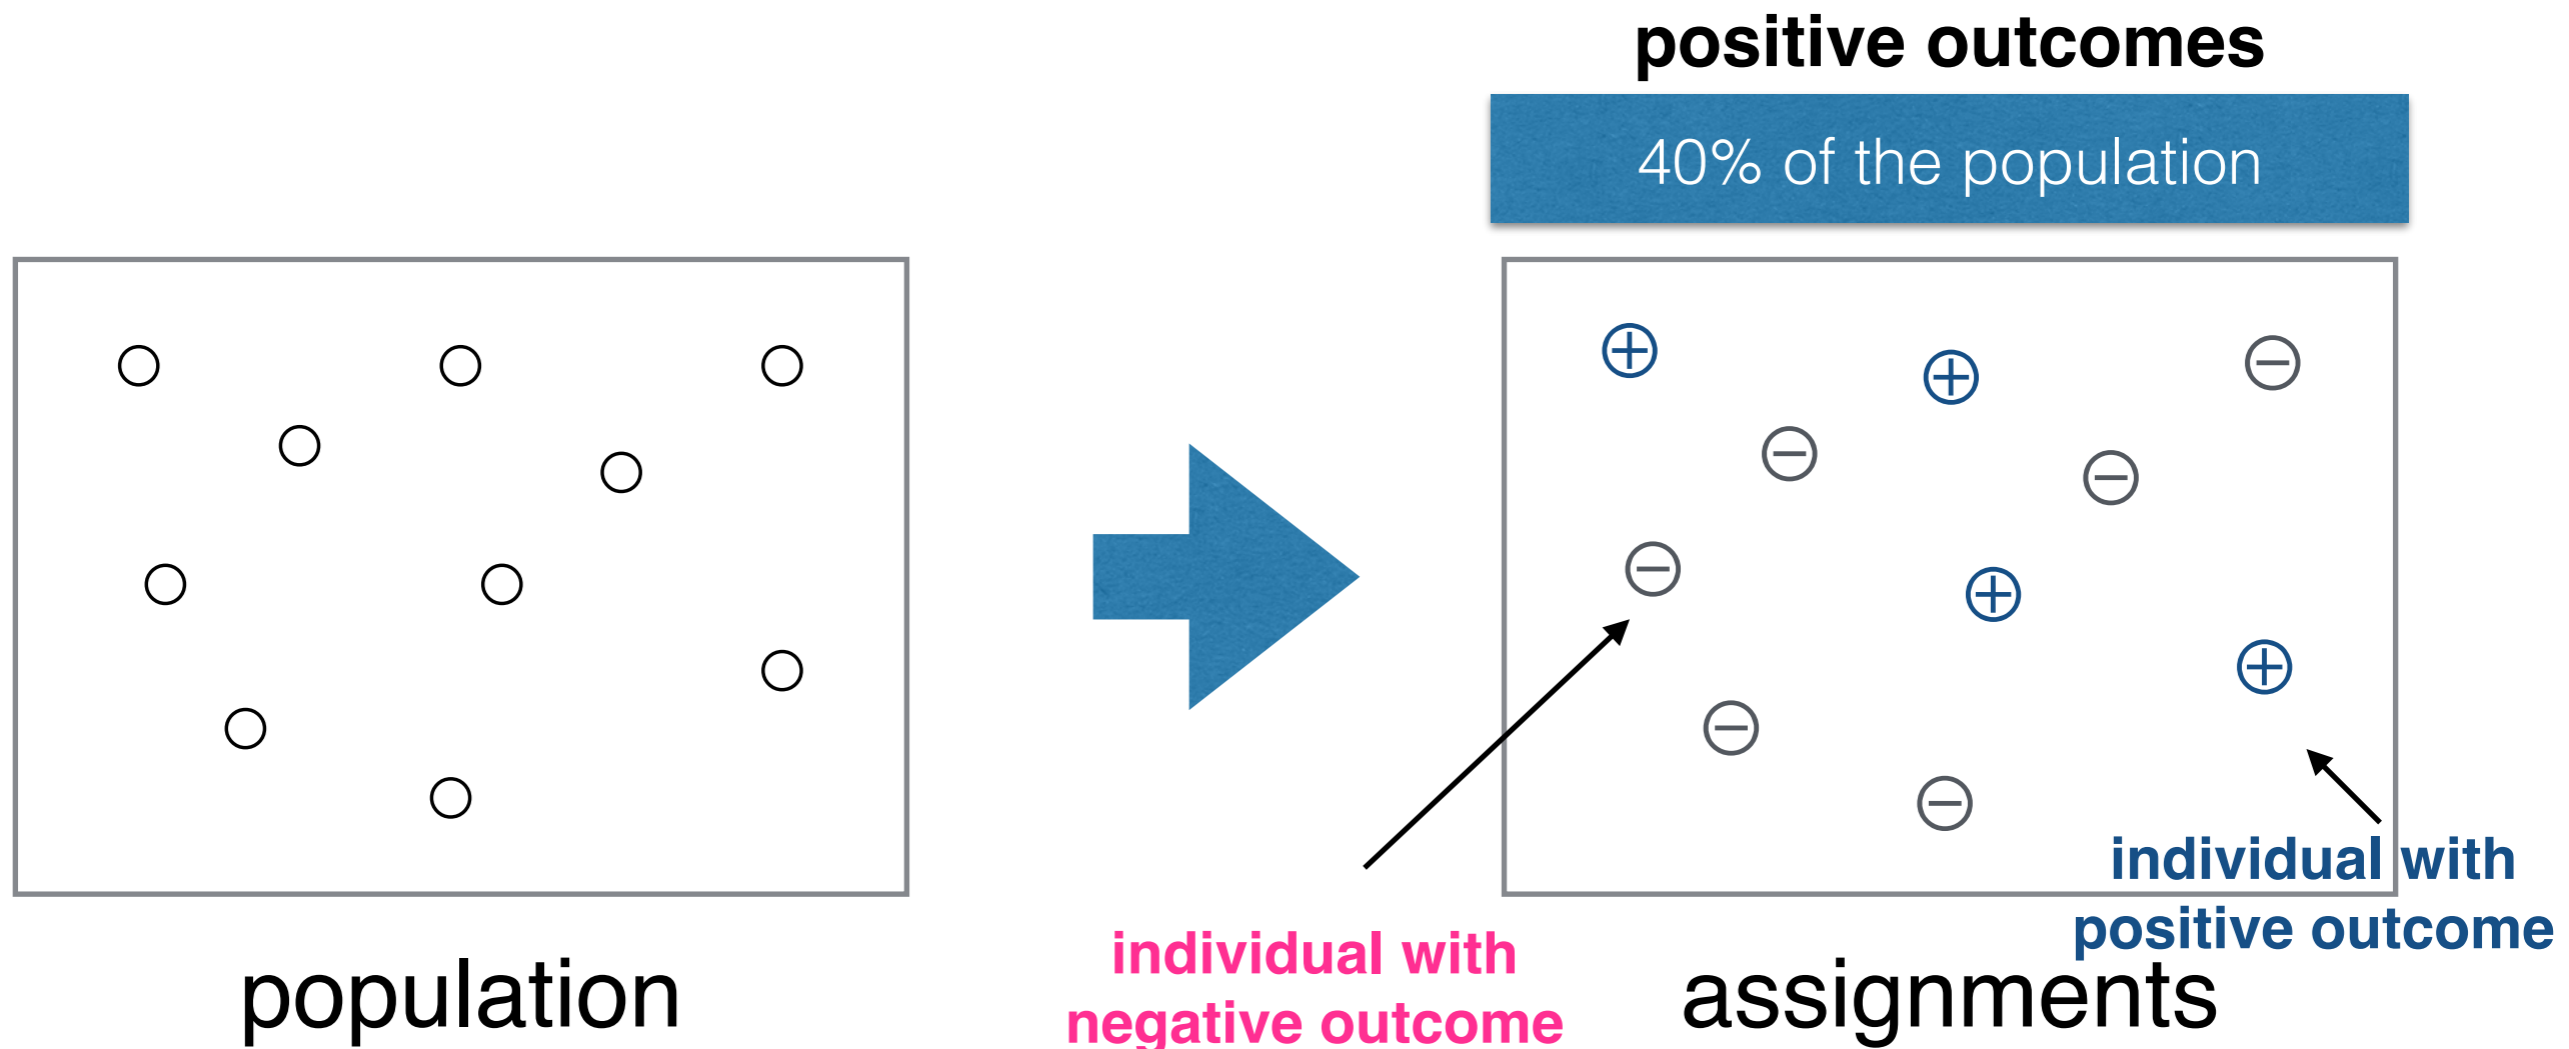 positive outcomes
40% of the population
individual with
positive outcome
individual with
negative outcome
population
assignments